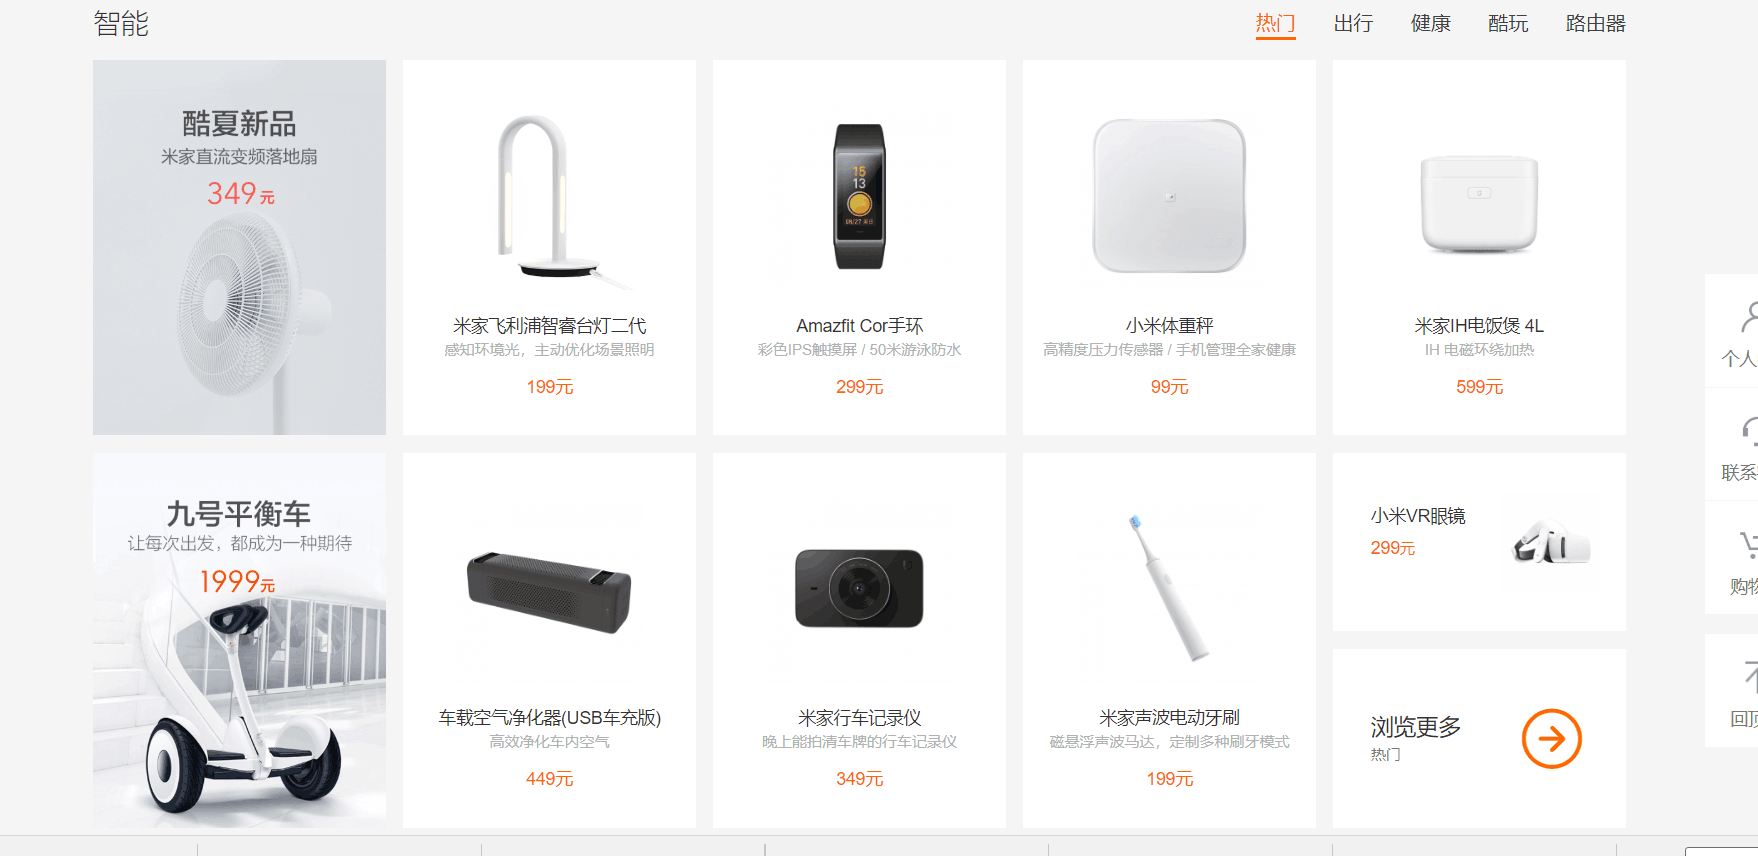 智能
热门 出行 健康 酷玩 路由器
酷夏新品
米家直流变频落地扇
349元
米家飞利浦智睿台灯二代
感知环境光，主动优化场景照明
199元
15
13
08/27 周日
Amazfit Cor手环
彩色IPS触摸屏 / 50米游泳防水
299元
小米体重秤
高精度压力传感器 / 手机管理全家健康
99元
米家IH电饭煲 4L
IH 电磁环绕加热
599元
九号平衡车
让每次出发，都成为一种期待
1999元
车载空气净化器(USB车充版)
高效净化车内空气
449元
米家行车记录仪
晚上能拍清车牌的行车记录仪
349元
米家声波电动牙刷
磁悬浮声波马达，定制多种刷牙模式
199元
小米VR眼镜
299元
浏览更多
热门
个人
联系
购物
回顶